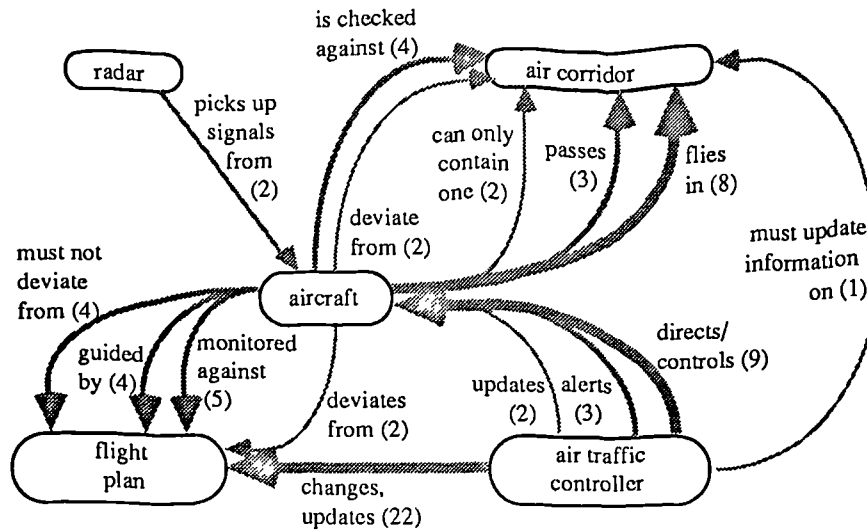 is checked
against (4)
radar
air corridor
picks up
signals
from
(2)
can only
contain
one (2)
passes
(3)
flies
in (8)
deviate
from (2)
must not
deviate
from (4)
must update
information
on (1)
aircraft
guided
by (4)
monitored
against
(5)
directs/
controls (9)
updates
(2)
alerts
(3)
deviates
from (2)
flight
plan
air traffic
controller
changes,
updates (22)